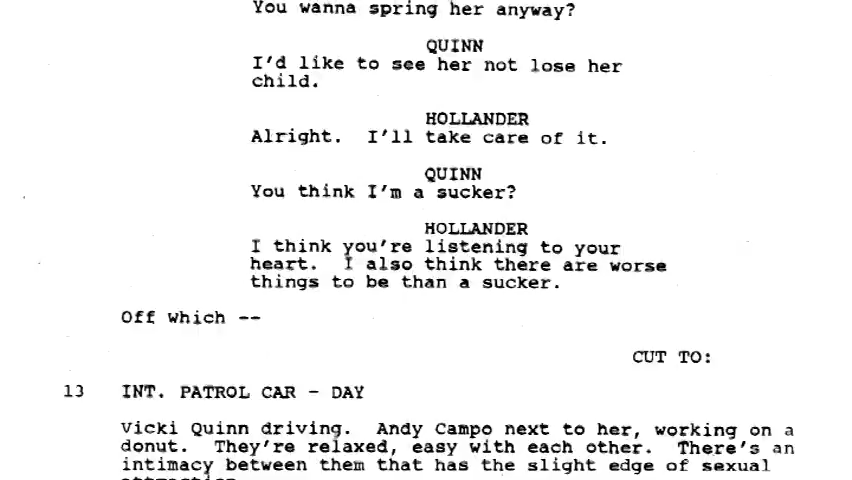 You wanna spring her anyway?
QUINN
I'd like to see her not lose her
child.
HOLLANDER
Alright. I'll take care of it.
QUINN
You think I'm a sucker?
HOLLANDER
I think you're listening to your
heart. I also think there are worse
things to be than a sucker.
Off which --
CUT TO:
13 INT. PATROL CAR - DAY
Vicki Quinn driving. Andy Campo next to her, working on a
donut. They're relaxed, easy with each other. There's an
intimacy between them that has the slight edge of sexual